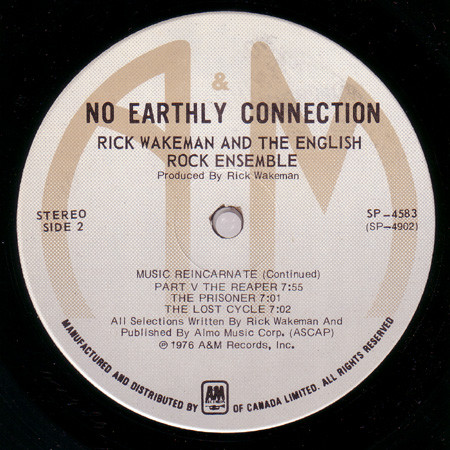 A&M
NO EARTHLY CONNECTION
RICK WAKEMAN AND THE ENGLISH
ROCK ENSEMBLE
Produced By Rick Wakeman
STEREO
SIDE 2
SP-4583
(SP-4902)
MUSIC REINCARNATE (Continued)
PART V THE REAPER 7:55
THE PRISONER 7:01
THE LOST CYCLE 7:02
All Selections Written By Rick Wakeman And
Published By Almo Music Corp. (ASCAP)
℗ 1976 A&M Records, Inc.
MANUFACTURED AND DISTRIBUTED BY A&M RECORDS OF CANADA LIMITED. ALL RIGHTS RESERVED